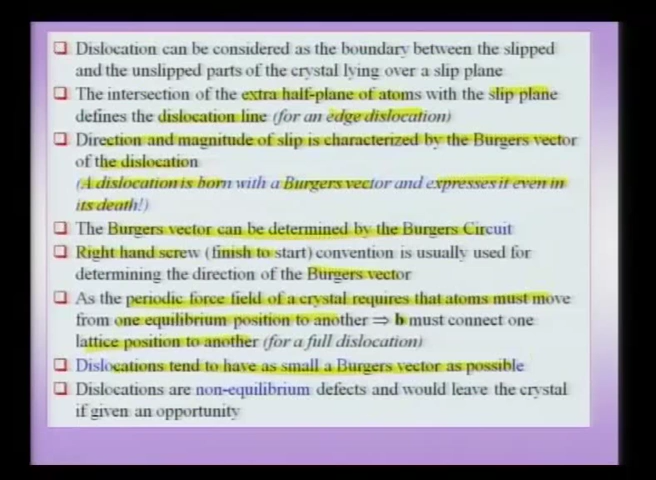 Dislocation can be considered as the boundary between the slipped
and the unslipped parts of the crystal lying over a slip plane
The intersection of the extra half-plane of atoms with the slip plane
defines the dislocation line (for an edge dislocation)
Direction and magnitude of slip is characterized by the Burgers vector
of the dislocation
(A dislocation is born with a Burgers vector and expresses it even in
its death!)
The Burgers vector can be determined by the Burgers Circuit
Right hand screw (finish to start) convention is usually used for
determining the direction of the Burgers vector
As the periodic force field of a crystal requires that atoms must move
from one equilibrium position to another ⇒ b must connect one
lattice position to another (for a full dislocation)
Dislocations tend to have as small a Burgers vector as possible
Dislocations are non-equilibrium defects and would leave the crystal
if given an opportunity